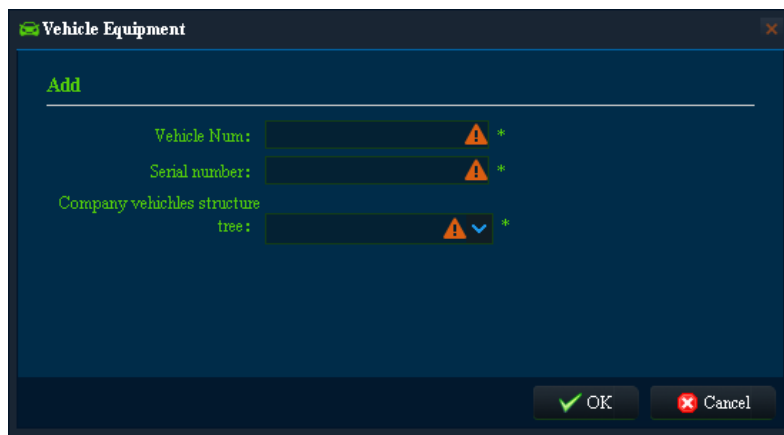 Vehicle Equipment
Add
Vehicle Num: *
Serial number: *
Company vehichles structure
tree: *
OK Cancel